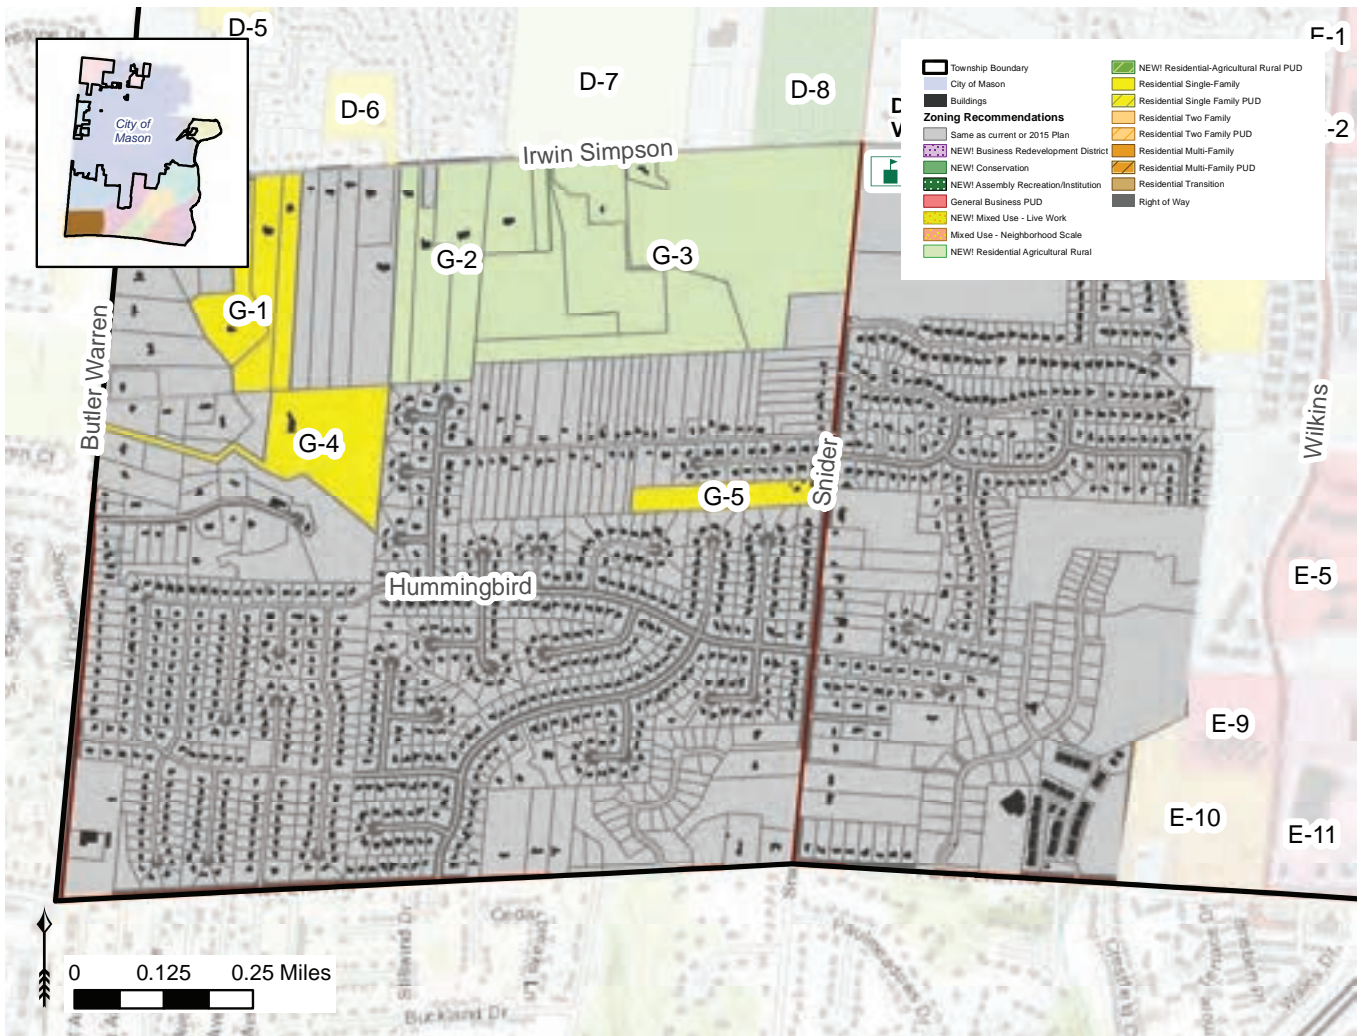 D-5
E-1
D-7
D-6
D-8
-2
City of
Mason
D
V
Township Boundary
City of Mason
Buildings
Zoning Recommendations
Same as current or 2015 Plan
NEW! Business Redevelopment District
NEW! Conservation
NEW! Assembly Recreation/Institution
General Business PUD
NEW! Mixed Use - Live Work
Mixed Use - Neighborhood Scale
NEW! Residential Agricultural Rural
NEW! Residential-Agricultural Rural PUD
Residential Single-Family
Residential Single Family PUD
Residential Two Family
Residential Two Family PUD
Residential Multi-Family
Residential Multi-Family PUD
Residential Transition
Right of Way
Irwin Simpson
G-2
G-3
G-1
Butler Warren
Wilkins
G-4
Snider
G-5
Hummingbird
E-5
E-9
E-10
E-11
0 0.125 0.25 Miles
Cedar
Buckland Dr